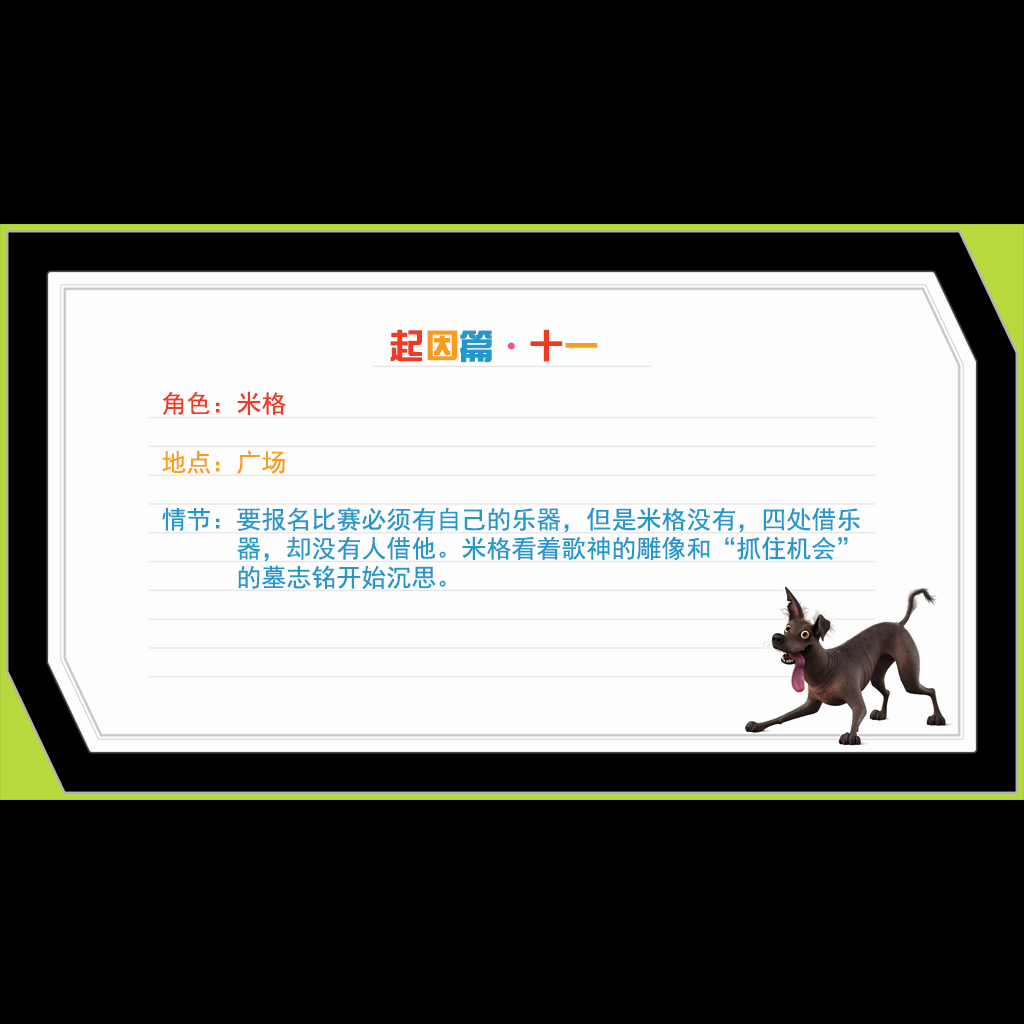 起因篇·十一
角色：米格
地点：广场
情节：要报名比赛必须有自己的乐器，但是米格没有，四处借乐
器，却没有人借他。米格看着歌神的雕像和“抓住机会”
的墓志铭开始沉思。